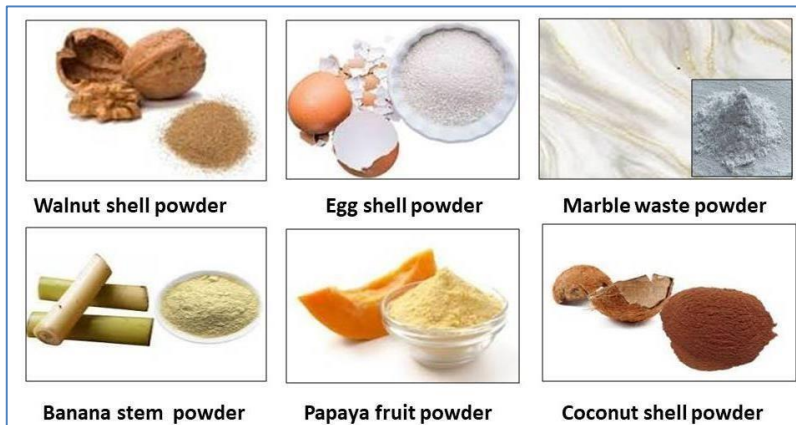 Walnut shell powder
Egg shell powder
Marble waste powder
Banana stem  powder
Papaya fruit powder
Coconut shell powder